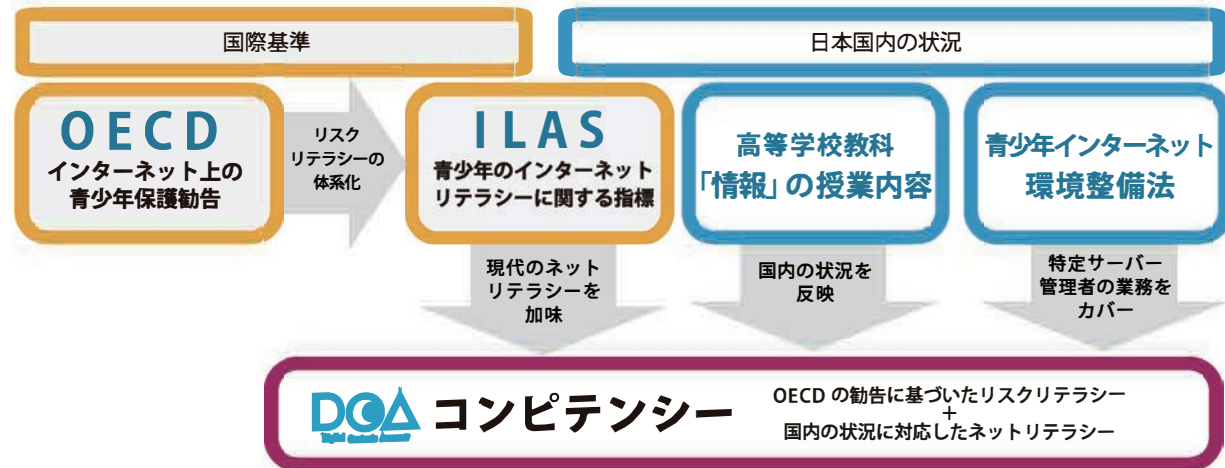 国際基準
日本国内の状況
OECD
インターネット上の
青少年保護勧告
リスク
リテラシーの
体系化
ILAS
青少年のインターネット
リテラシーに関する指標
高等学校教科
「情報」の授業内容
青少年インターネット
環境整備法
現代のネット
リテラシーを
加味
国内の状況を
反映
特定サーバー
管理者の業務を
カバー
DCA コンピテンシー
OECD の勧告に基づいたリスクリテラシー
+
国内の状況に対応したネットリテラシー